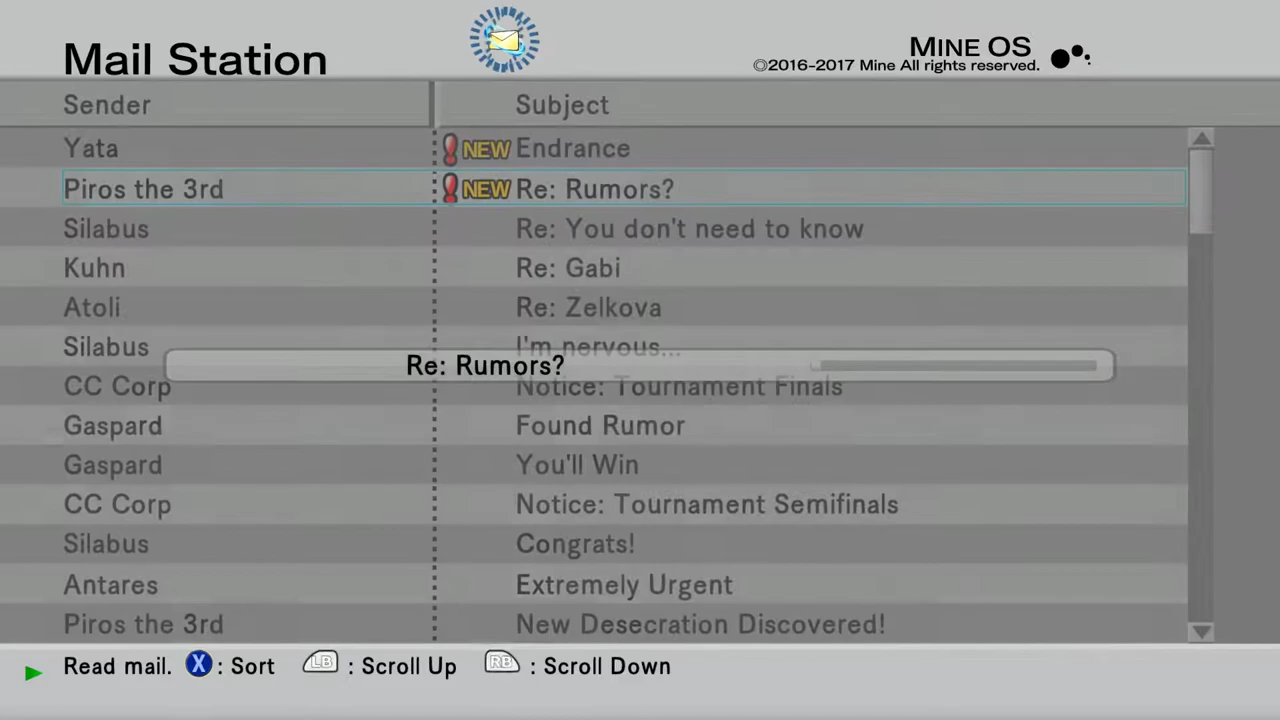 Mail Station
MINE OS
©2016-2017 Mine All rights reserved.
Sender Subject
Yata NEW Endrance
Piros the 3rd NEW Re: Rumors?
Silabus Re: You don't need to know
Kuhn Re: Gabi
Atoli Re: Zelkova
Silabus I'm nervous...
Re: Rumors?
CC Corp Notice: Tournament Finals
Gaspard Found Rumor
Gaspard You'll Win
CC Corp Notice: Tournament Semifinals
Silabus Congrats!
Antares Extremely Urgent
Piros the 3rd New Desecration Discovered!
Read mail. X : Sort LB : Scroll Up RB : Scroll Down